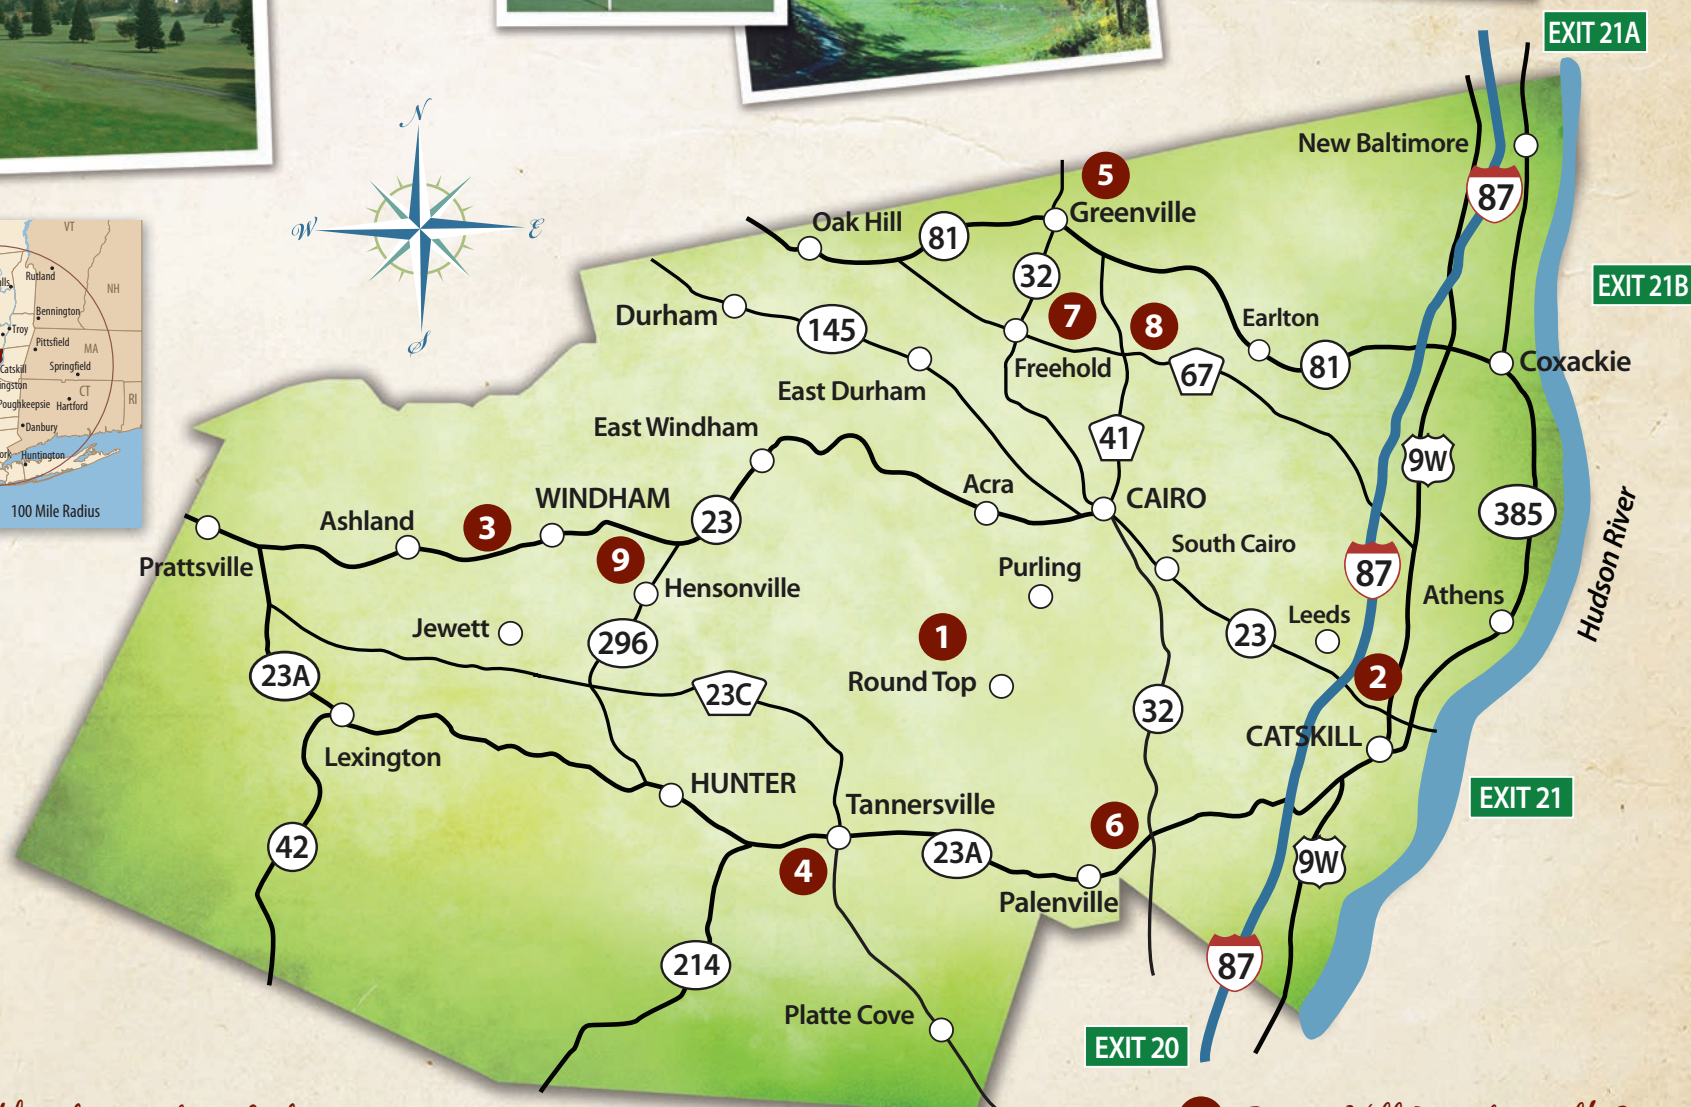 EXIT 21A
N
W
E
S
New Baltimore
87
5
Greenville
Oak Hill
81
32
EXIT 21B
Durham
145
7
8
Earlton
Freehold
67
81
Coxackie
East Durham
41
9W
East Windham
WINDHAM
Acra
CAIRO
385
Hudson River
Ashland
3
23
Prattsville
9
Hensonville
Purling
South Cairo
87
Athens
Jewett
296
1
23
Leeds
Round Top
2
23A
23C
32
CATSKILL
Lexington
HUNTER
Tannersville
EXIT 21
42
4
23A
6
9W
Palenville
214
87
Platte Cove
EXIT 20
VT
Rutland
NH
Bennington
Troy
Pittsfield
MA
Catskill
Springfield
CT
RI
Poughkeepsie
Hartford
Danbury
Huntington
100 Mile Radius